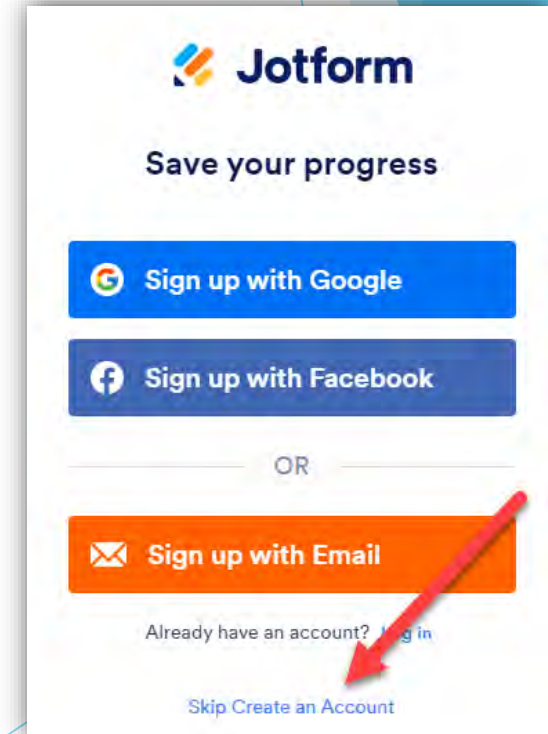 Jotform
Save your progress
Sign up with Google
Sign up with Facebook
OR
Sign up with Email
Already have an account? in
Skip Create an Account